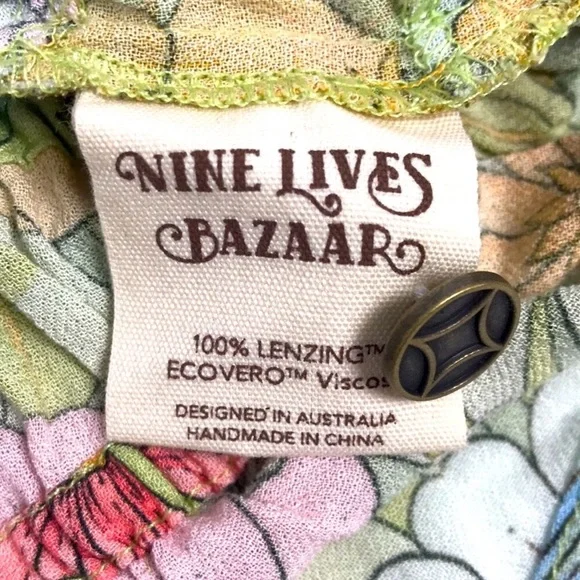 NINE LIVES
BAZAAR
100% LENZING™
ECOVERO™ Viscos
DESIGNED IN AUSTRALIA
HANDMADE IN CHINA